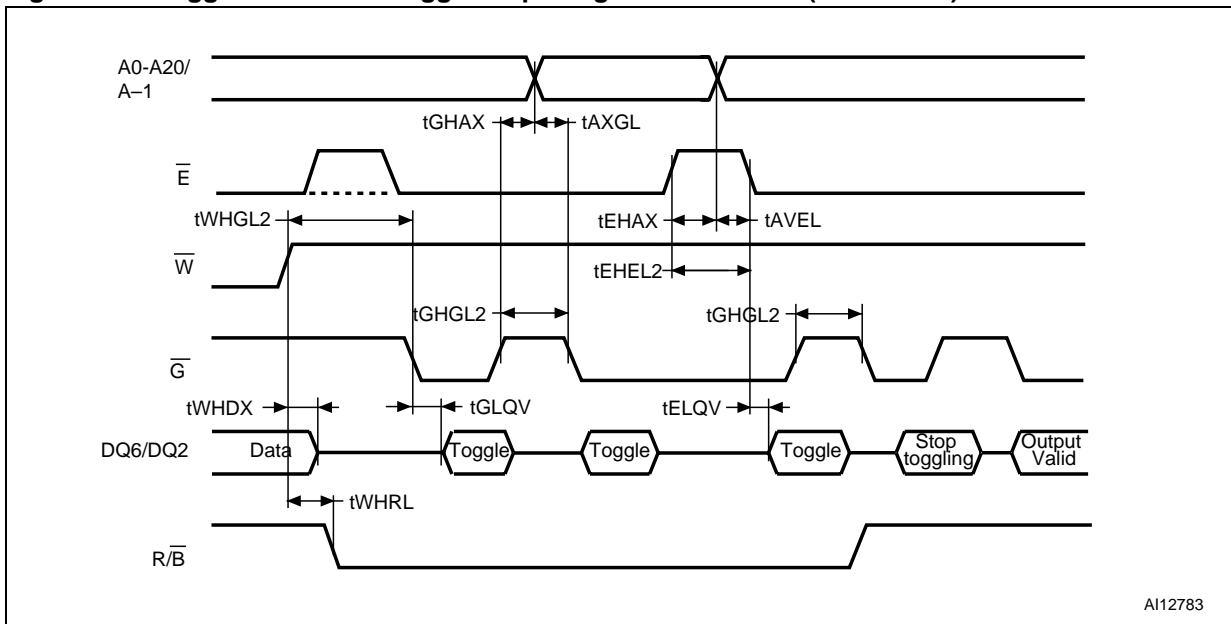 A0-A20/
A–1
tGHAX
tAXGL
E
tWHGL2
tEHAX
tAVEL
W
tEHEL2
tGHGL2
tGHGL2
G
tWHDX
tGLQV
tELQV
DQ6/DQ2
Data
Toggle
Toggle
Toggle
Stop
toggling
Output
Valid
tWHRL
R/B
AI12783